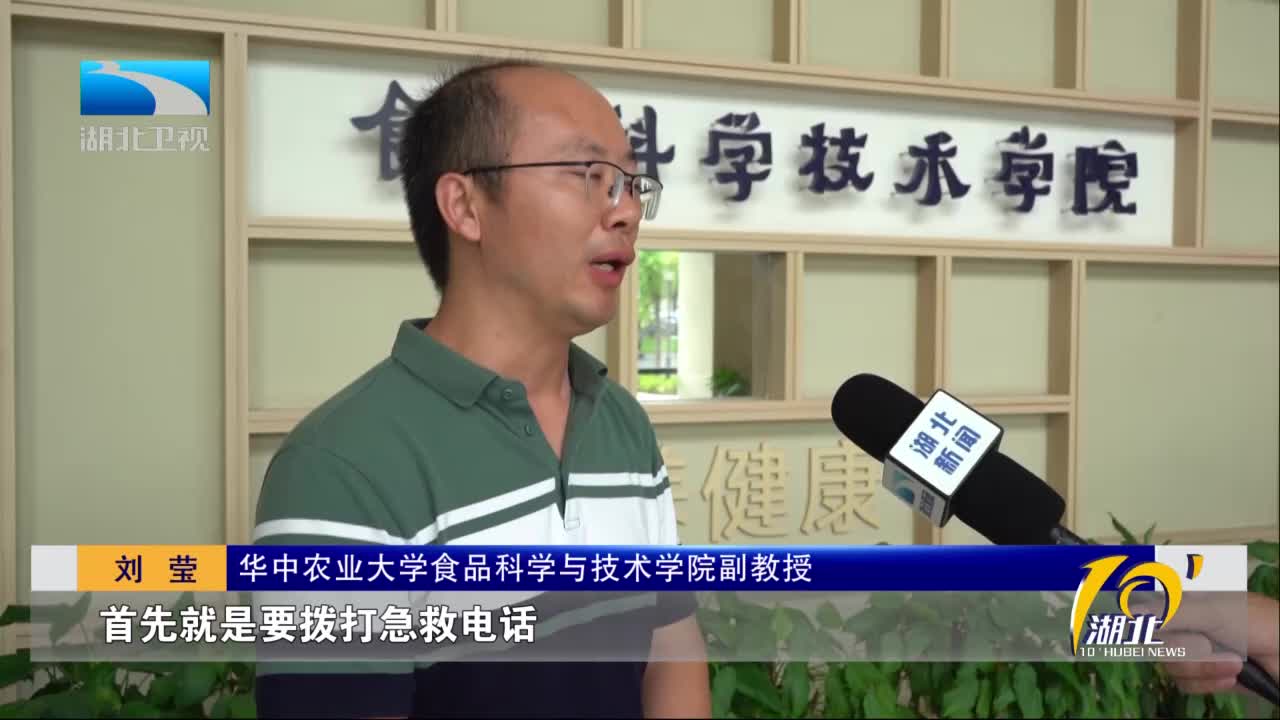 湖北卫视
食 科学技术学院
湖北
新闻
健康
刘莹
华中农业大学食品科学与技术学院副教授
首先就是要拨打急救电话
10'
湖北
10'HUBEI NEWS